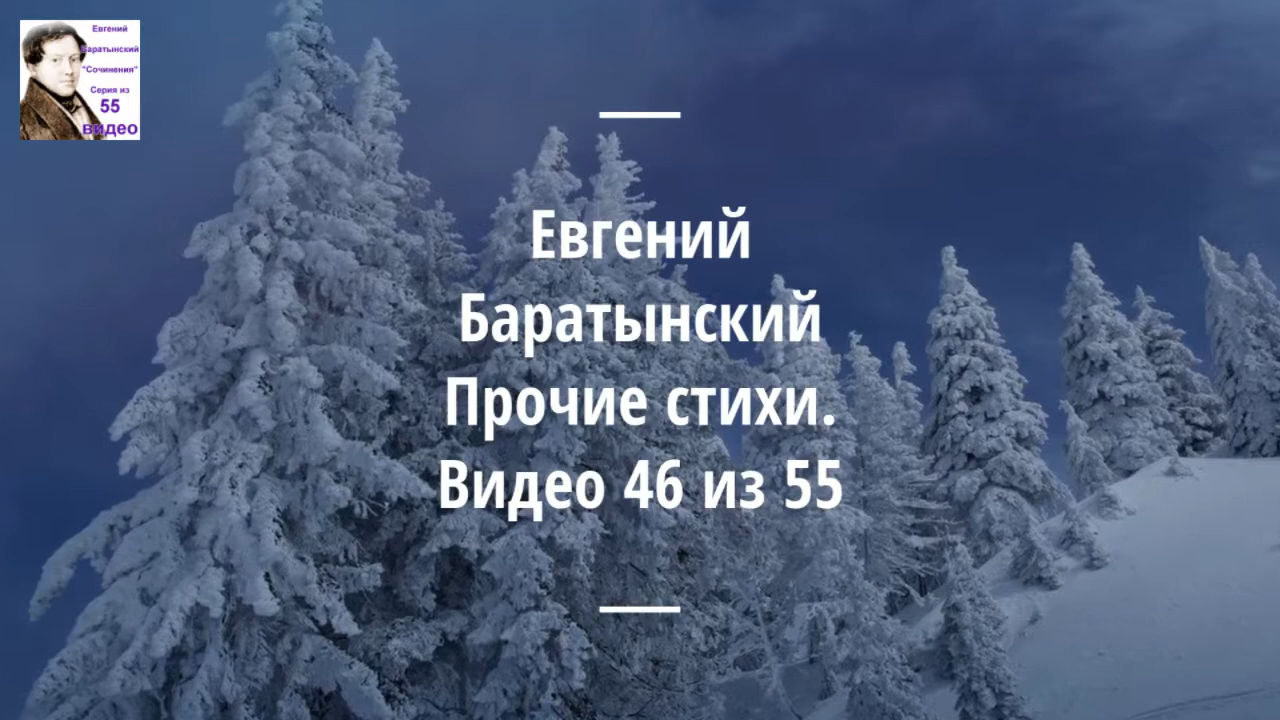 Евгений
Баратынский
"Сочинения"
Серия из
55
видео
Евгений
Баратынский
Прочие стихи.
Видео 46 из 55